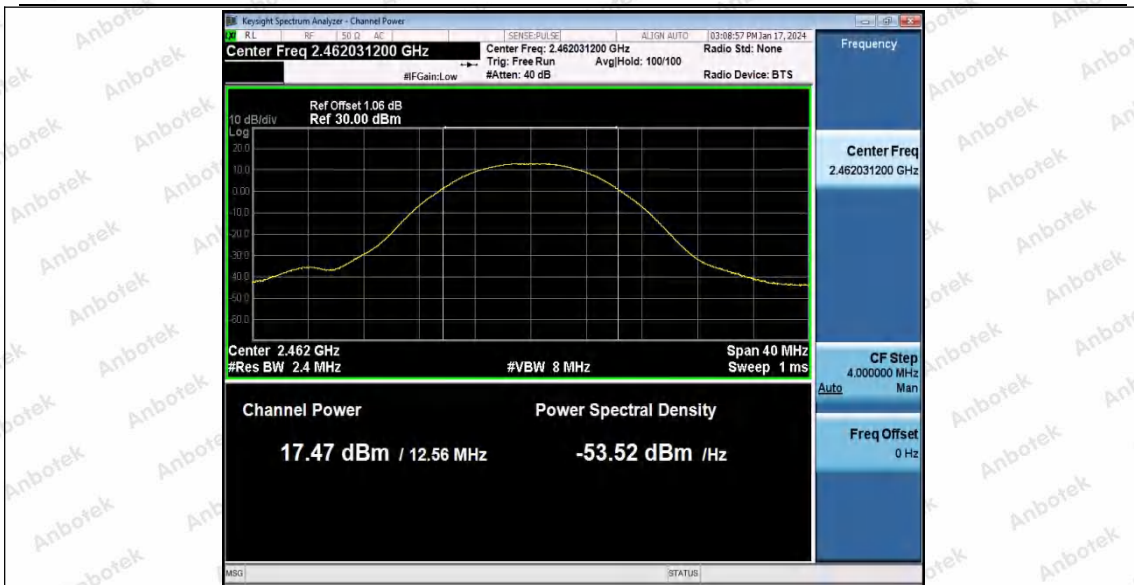 Keysight Spectrum Analyzer - Channel Power
LXI RL RF 50 Ω AC SENSE:PULSE ALIGN AUTO 03:08:57 PM Jan 17, 2024
Center Freq 2.462031200 GHz
Center Freq: 2.462031200 GHz
Radio Std: None
Trig: Free Run
Avg|Hold: 100/100
#IFGain:Low
#Atten: 40 dB
Radio Device: BTS
Ref Offset 1.06 dB
10 dB/div
Ref 30.00 dBm
Log
20.0
10.0
0.00
-10.0
-20.0
-30.0
-40.0
-50.0
-60.0
Center 2.462 GHz
Span 40 MHz
#Res BW 2.4 MHz
#VBW 8 MHz
Sweep 1 ms
Channel Power
Power Spectral Density
17.47 dBm / 12.56 MHz
-53.52 dBm /Hz
MSG
STATUS
Frequency
Center Freq
2.462031200 GHz
CF Step
4.000000 MHz
Auto Man
Freq Offset
0 Hz
Anbotek